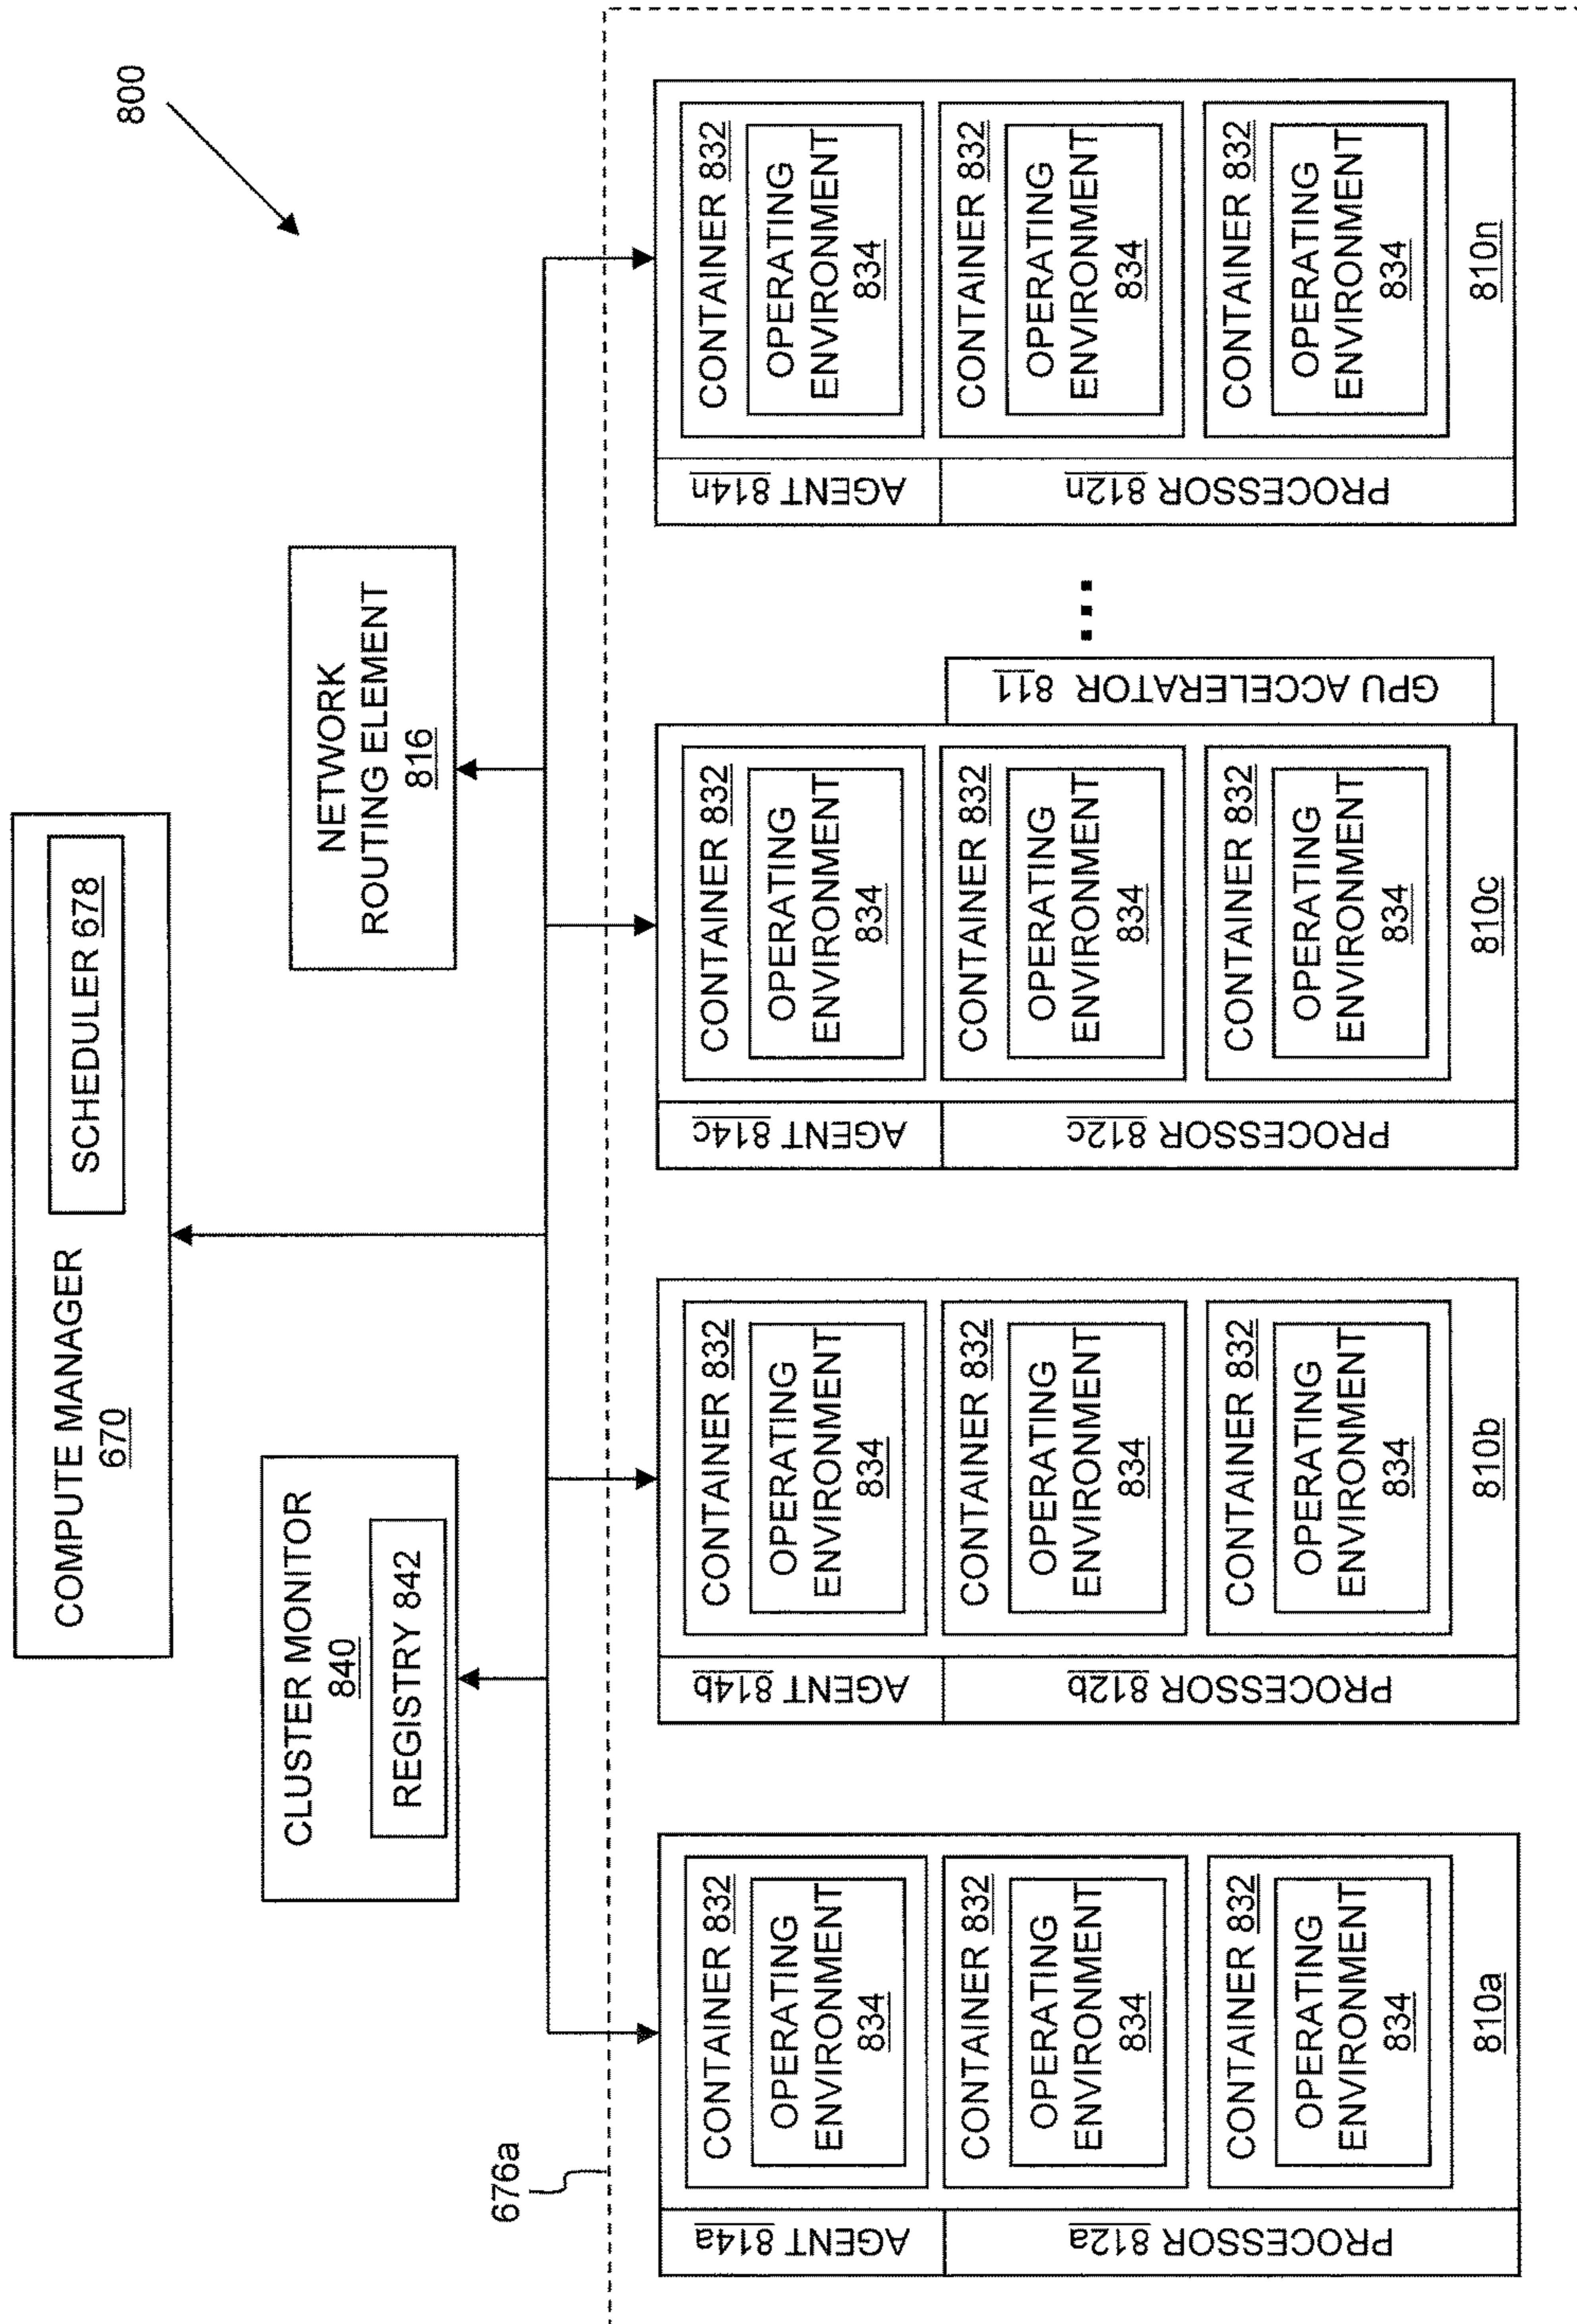 800
COMPUTE MANAGER
670
SCHEDULER 678
CLUSTER MONITOR
840
REGISTRY 842
NETWORK
ROUTING ELEMENT
816
676a
AGENT 814a
PROCESSOR 812a
CONTAINER 832
OPERATING
ENVIRONMENT
834
CONTAINER 832
OPERATING
ENVIRONMENT
834
CONTAINER 832
OPERATING
ENVIRONMENT
834
810a
AGENT 814b
PROCESSOR 812b
CONTAINER 832
OPERATING
ENVIRONMENT
834
CONTAINER 832
OPERATING
ENVIRONMENT
834
CONTAINER 832
OPERATING
ENVIRONMENT
834
810b
AGENT 814c
PROCESSOR 812c
CONTAINER 832
OPERATING
ENVIRONMENT
834
CONTAINER 832
OPERATING
ENVIRONMENT
834
CONTAINER 832
OPERATING
ENVIRONMENT
834
810c
GPU ACCELERATOR 811
...
AGENT 814n
PROCESSOR 812n
CONTAINER 832
OPERATING
ENVIRONMENT
834
CONTAINER 832
OPERATING
ENVIRONMENT
834
CONTAINER 832
OPERATING
ENVIRONMENT
834
810n